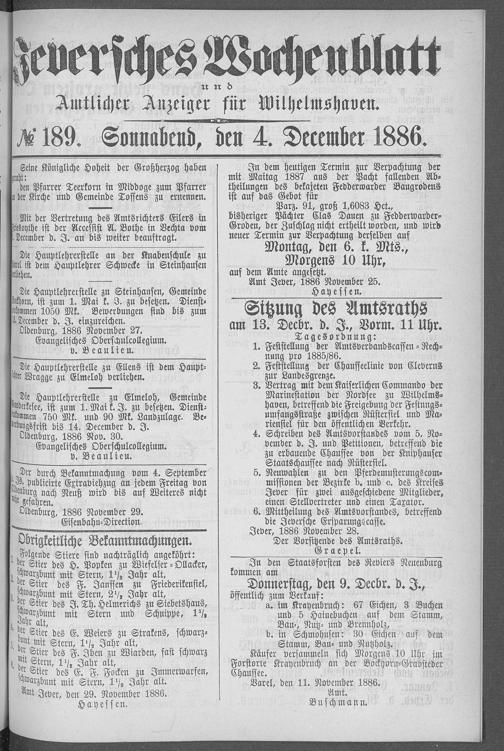 Jeversches Wochenblatt
und
Amtlicher Anzeiger für Wilhelmshaven.
№ 189. Sonnabend, den 4. December 1886.
Seine Königliche Hoheit der Großherzog haben
geruht:
den Pfarrer Teerkorn in Middoge zum Pfarrer
an der Kirche und Gemeinde Tossens zu ernennen.
Mit der Vertretung des Amtsrichters Eilers in
Friesoythe ist der Accessist A. Bothe in Vechta vom
December d. J. an bis weiter beauftragt.
Die Hauptlehrerstelle an der Knabenschule zu
ist dem Hauptlehrer Schwecke in Steinhausen
verliehen.
Die Hauptlehrerstelle zu Steinhausen, Gemeinde
ist zum 1. Mai k. J. zu besetzen. Dienst-
einkommen 1050 Mk. Bewerbungen sind bis zum
December d. J. einzureichen.
Oldenburg, 1886 November 27.
Evangelisches Oberschulcollegium.
v. Beaulieu.
Die Hauptlehrerstelle zu Ellens ist dem Haupt-
lehrer Wragge zu Elmeloh verliehen.
Die Hauptlehrerstelle zu Elmeloh, Gemeinde
Ganderkesee, ist zum 1. Mai k. J. zu besetzen. Dienst-
einkommen 750 Mk. und 90 Mk. Landzulage. Be-
werbungsfrist bis 14. December d. J.
Oldenburg, 1886 Nov. 30.
Evangelisches Oberschulcollegium.
v. Beaulieu.
Der durch Bekanntmachung vom 4. September
publicirte Extraviehzug an jedem Freitag von
Oldenburg nach Neuß wird bis auf Weiteres nicht
mehr gefahren.
Oldenburg, 1886 November 29.
Eisenbahn-Direction.
Obrigkeitliche Bekanntmachungen.
Folgende Stiere sind nachträglich angekört:
der Stier des H. Popken zu Wiefelser-Ollacker,
schwarzbunt mit Stern, 1½ Jahr alt,
der Stier des F. Janssen zu Friederikensiel,
schwarzbunt mit Stern, 2½ Jahr alt,
der Stier des J. Th. Helmerichs zu Siebetshaus,
schwarzbunt mit Stern und Schnippe, 1½
Jahr alt,
der Stier des E. Weiers zu Strakens, schwarz-
bunt mit Stern, 1½ Jahr alt,
der Stier des F. Iben zu Wiarden, fast schwarz
mit Stern, 1½ Jahr alt,
der Stier des E. F. Focken zu Immerwarfen,
schwarzbunt mit Stern, 1½ Jahr alt.
Amt Jever, den 29. November 1886.
Hayessen.
In dem heutigen Termin zur Verpachtung der
mit Maitag 1887 aus der Pacht fallenden Ab-
theilungen des bekajeten Fedderwarder Baugrodens
ist auf das Gebot für
Parz. 91, groß 1,6083 Hct.,
bisheriger Pächter Clas Dauen zu Fedderwarder-
Groden, der Zuschlag nicht ertheilt worden, und wird
neuer Termin zur Verpachtung derselben auf
Montag, den 6. k. Mts.,
Morgens 10 Uhr,
auf dem Amte angesetzt.
Amt Jever, 1886 November 25.
Hayessen.
Sitzung des Amtsraths
am 13. Decbr. d. J., Vorm. 11 Uhr.
Tagesordnung:
1. Feststellung der Amtsverbandscassen-Rech-
nung pro 1885/86.
2. Feststellung der Chausseelinie von Cleverns
zur Landesgrenze.
3. Vertrag mit dem Kaiserlichen Commando der
Marinestation der Nordsee zu Wilhelms-
haven, betreffend die Freigebung der Festungs-
umfangsstraße zwischen Rüstersiel und Ma-
riensiel für den öffentlichen Verkehr.
4. Schreiben des Amtsvorstandes vom 5. No-
vember d. J. und Petitionen, betreffend die
zu erbauende Chaussee von der Kniphauser
Staatschaussee nach Rüstersiel.
5. Neuwahlen zu den Pferdemusterungscom-
missionen der Bezirke b. und c. des Kreises
Jever für zwei ausgeschiedene Mitglieder,
einen Stellvertreter und einen Taxator.
6. Mittheilung des Amtsvorstandes, betreffend
die Jeversche Ersparungscasse.
Jever, 1886 November 28.
Der Vorsitzende des Amtsraths.
Graepel.
In den Staatsforsten des Reviers Neuenburg
kommen am
Donnerstag, den 9. Decbr. d. J.,
öffentlich zum Verkauf:
a. im Krayenbruch: 67 Eichen, 3 Buchen
und 5 Hainebuchen auf dem Stamm,
Bau-, Nutz- und Brennholz,
b. in Schwohusen: 30 Eichen auf dem
Stamm, Bau- und Nutzholz.
Käufer versammeln sich Morgens 10 Uhr im
Forstorte Krayenbruch an der Bockhorn-Grabsteder
Chaussee.
Varel, den 11. November 1886.
Amt.
Buschmann.